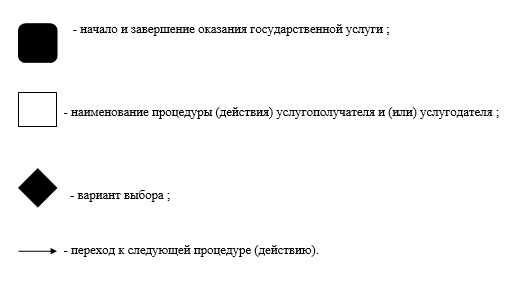 - начало и завершение оказания государственной услуги ;
- наименование процедуры (действия) услугополучателя и (или) услугодателя ;
- вариант выбора ;
- переход к следующей процедуре (действию).